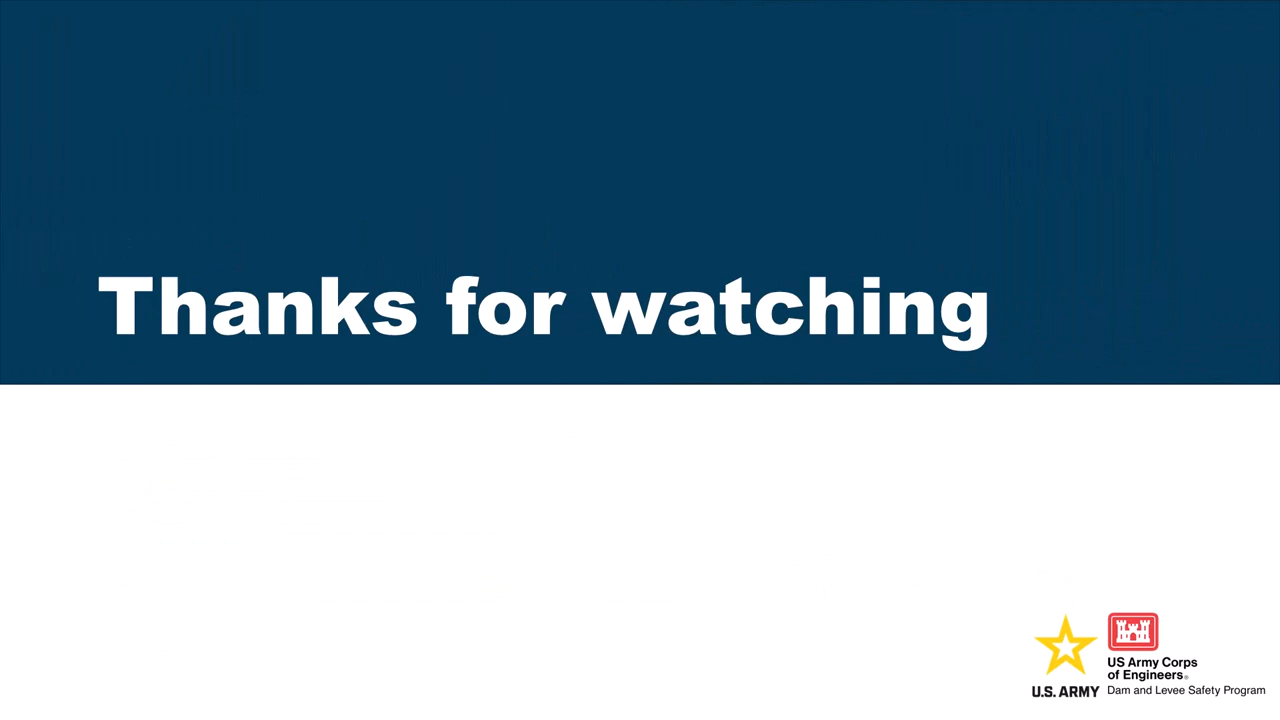 Thanks for watching
U.S. ARMY
US Army Corps
of Engineers®
Dam and Levee Safety Program